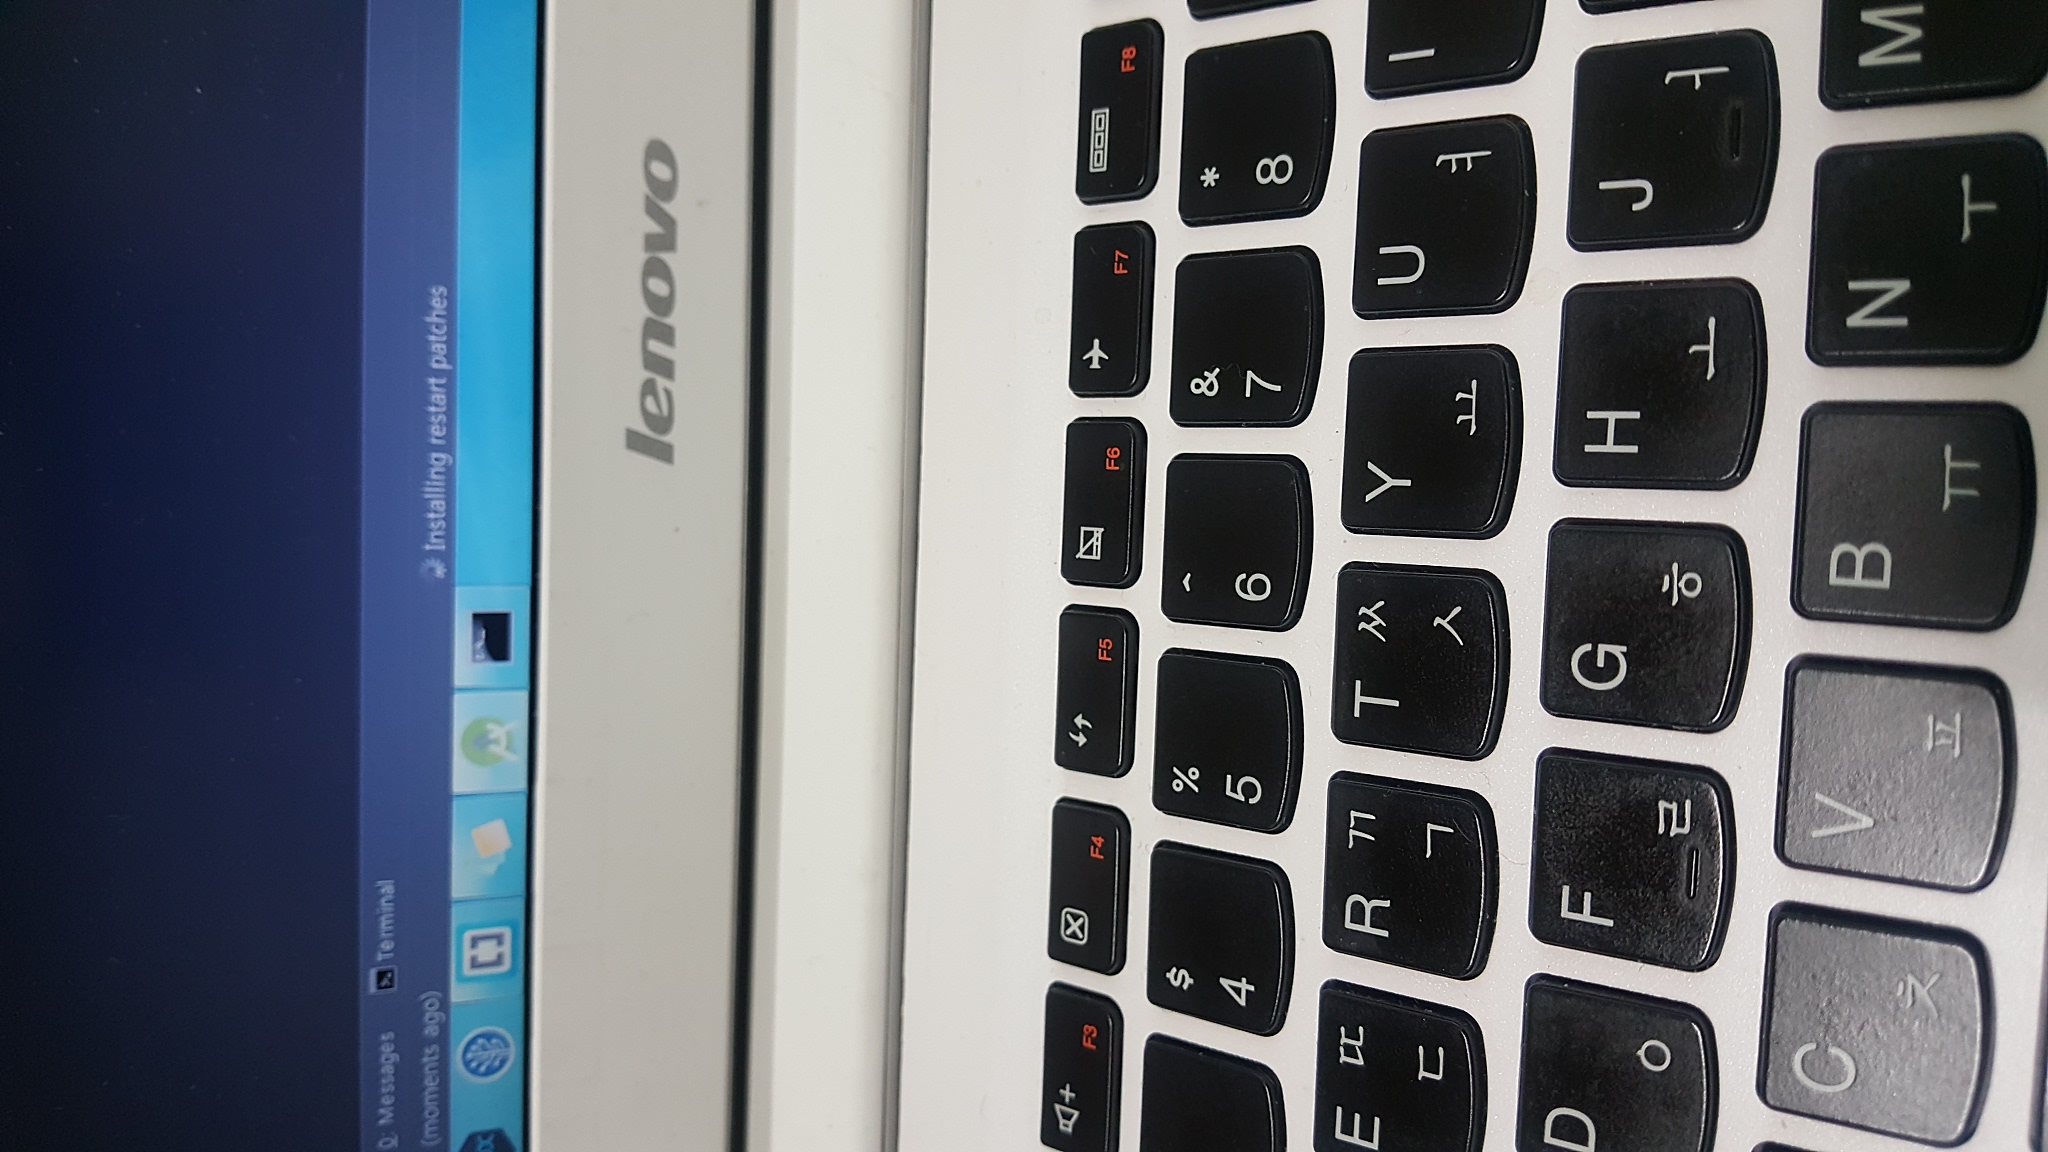 0: Messages Terminal
(moments ago) Installing restart patches
lenovo
F3 F4 F5 F6 F7 F8
$ % ^ & *
4 5 6 7 8
E ㄸ R ㄲ T ㅆ Y U I
ㄷ ㄱ ㅅ ㅛ ㅕ
D F G H J
ㅇ ㄹ ㅎ ㅗ ㅓ
C V B N M
ㅊ ㅍ ㅠ ㅜ